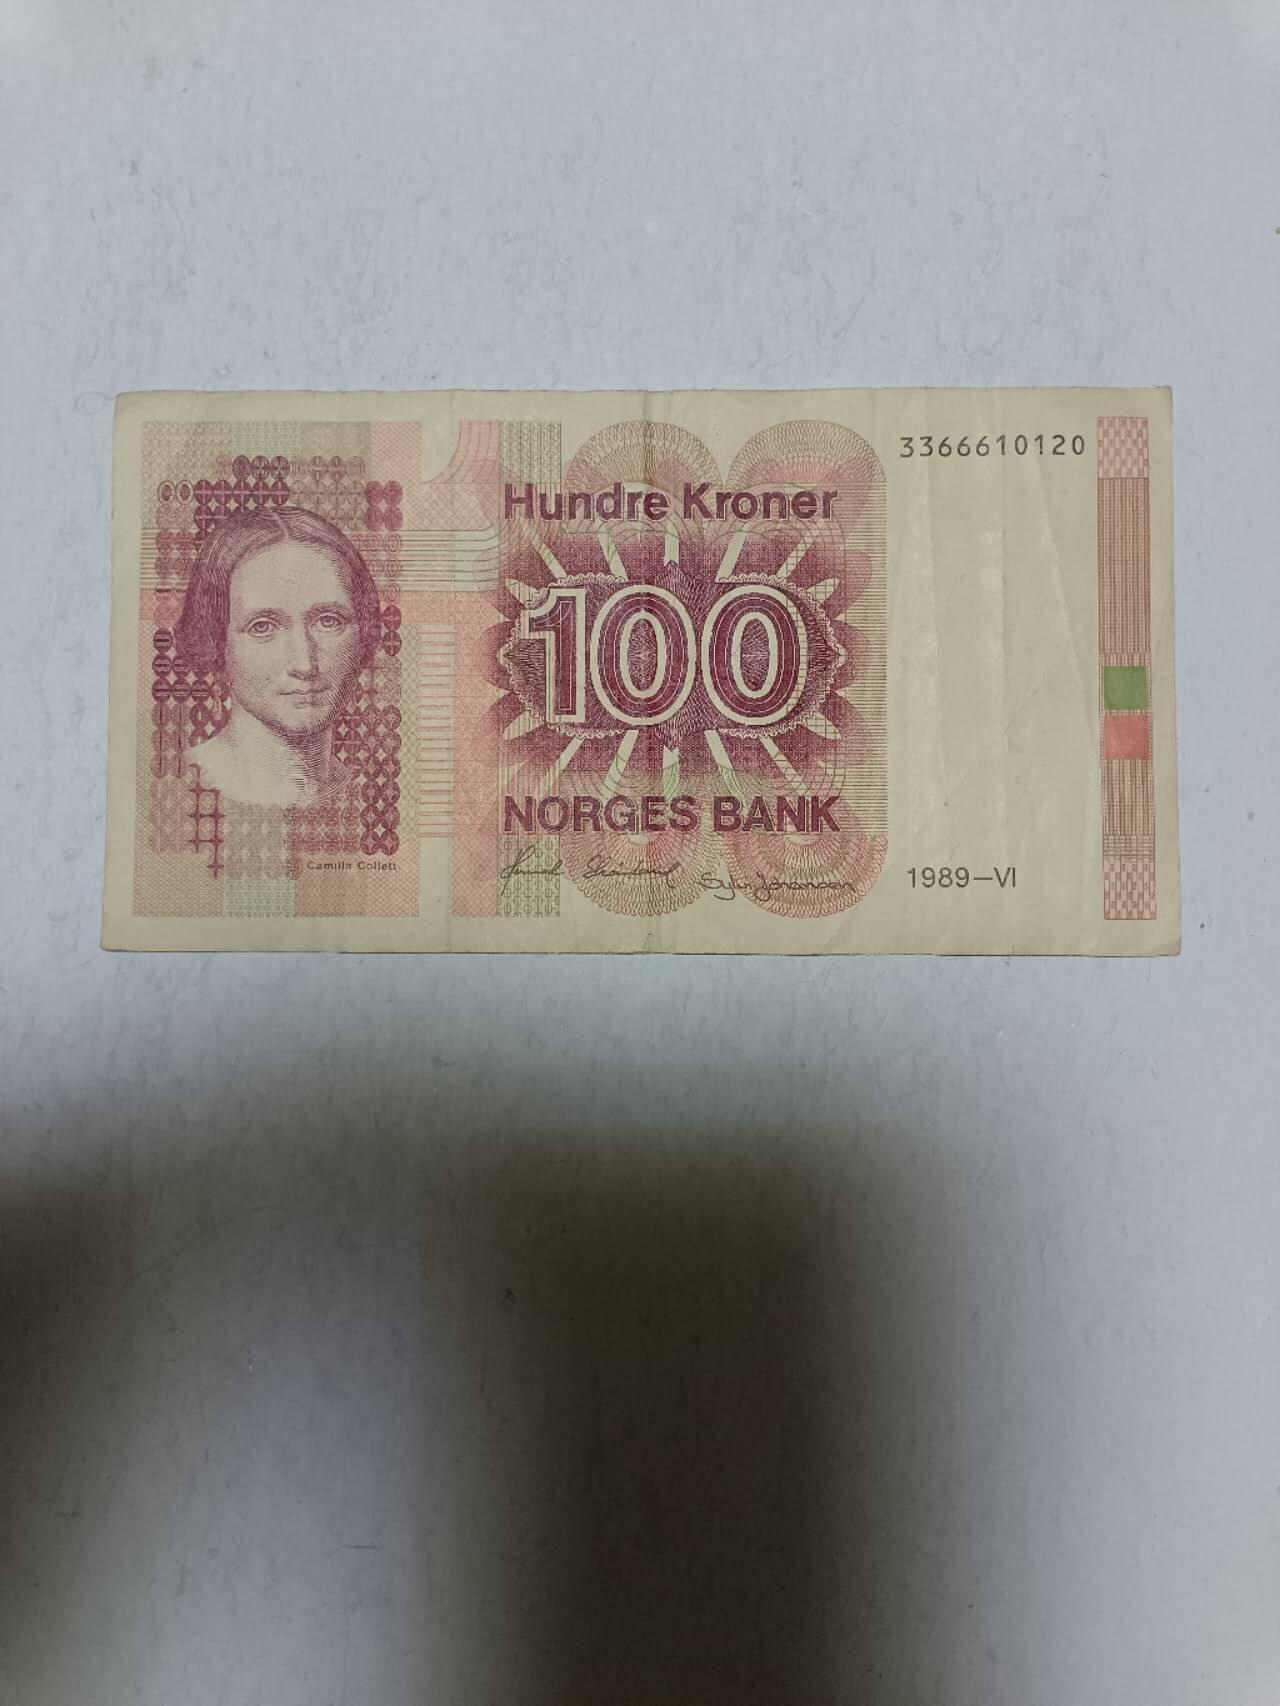 3366610120
Hundre Kroner
100
NORGES BANK
Camilla Collett
1989–VI